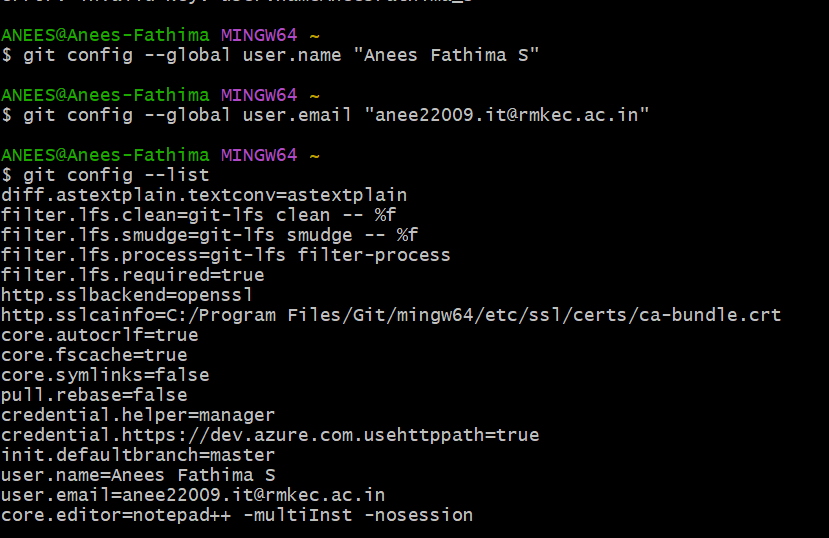 ANEES@Anees-Fathima MINGW64 ~
$ git config --global user.name "Anees Fathima S"
ANEES@Anees-Fathima MINGW64 ~
$ git config --global user.email "anee22009.it@rmkec.ac.in"
ANEES@Anees-Fathima MINGW64 ~
$ git config --list
diff.astextplain.textconv=astextplain
filter.lfs.clean=git-lfs clean -- %f
filter.lfs.smudge=git-lfs smudge -- %f
filter.lfs.process=git-lfs filter-process
filter.lfs.required=true
http.sslbackend=openssl
http.sslcainfo=C:/Program Files/Git/mingw64/etc/ssl/certs/ca-bundle.crt
core.autocrlf=true
core.fscache=true
core.symlinks=false
pull.rebase=false
credential.helper=manager
credential.https://dev.azure.com.usehttppath=true
init.defaultbranch=master
user.name=Anees Fathima S
user.email=anee22009.it@rmkec.ac.in
core.editor=notepad++ -multiInst -nosession